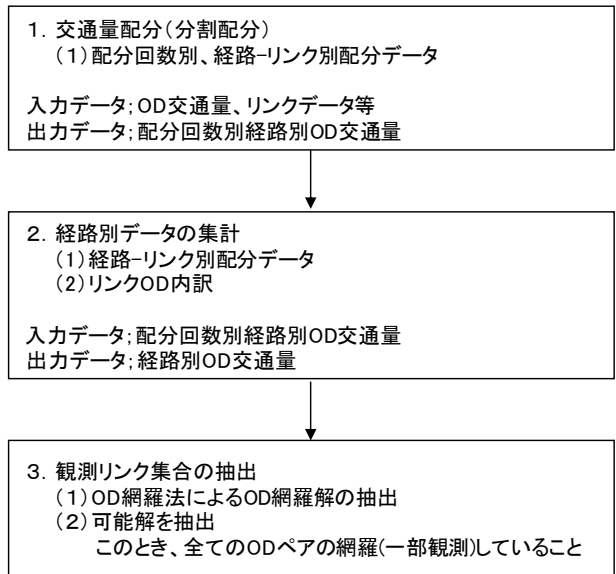 １．交通量配分（分割配分）
（１）配分回数別、経路−リンク別配分データ
入力データ；OD交通量、リンクデータ等
出力データ；配分回数別経路別OD交通量
２．経路別データの集計
（１）経路−リンク別配分データ
（２）リンクOD内訳
入力データ；配分回数別経路別OD交通量
出力データ；経路別OD交通量
３．観測リンク集合の抽出
（１）OD網羅法によるOD網羅解の抽出
（２）可能解を抽出
このとき、全てのODペアの網羅(一部観測)していること